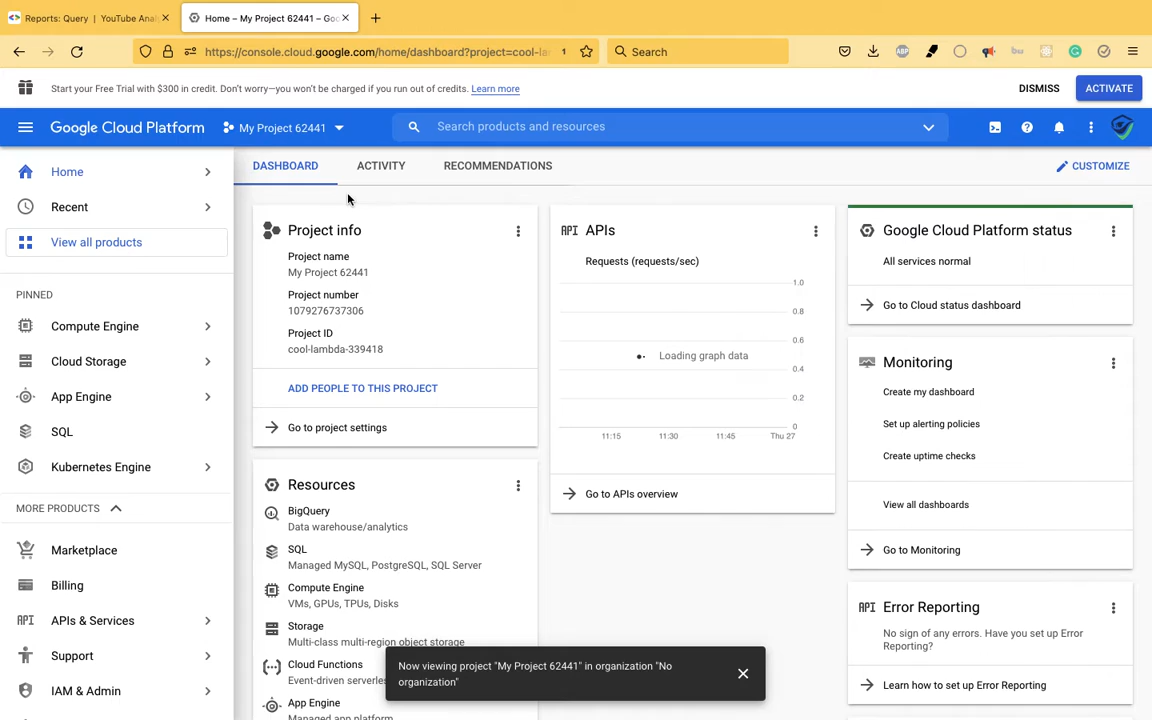 Reports: Query | YouTube Ana
Home – My Project 62441 – Goo
https://console.cloud.google.com/home/dashboard?project=cool-la
1
Search
Start your Free Trial with $300 in credit. Don't worry—you won't be charged if you run out of credits. Learn more
DISMISS
ACTIVATE
Google Cloud Platform
My Project 62441
Search products and resources
Home
Recent
View all products
PINNED
Compute Engine
Cloud Storage
App Engine
SQL
Kubernetes Engine
MORE PRODUCTS
Marketplace
Billing
API APIs & Services
Support
IAM & Admin
DASHBOARD
ACTIVITY
RECOMMENDATIONS
CUSTOMIZE
Project info
Project name
My Project 62441
Project number
1079276737306
Project ID
cool-lambda-339418
ADD PEOPLE TO THIS PROJECT
Go to project settings
Resources
BigQuery
Data warehouse/analytics
SQL
Managed MySQL, PostgreSQL, SQL Server
Compute Engine
VMs, GPUs, TPUs, Disks
Storage
Multi-class multi-region object storage
Cloud Functions
Event-driven serverles
App Engine
Managed app platform
API APIs
Requests (requests/sec)
1.0
0.8
0.6
Loading graph data
0.4
0.2
0
11:15 11:30 11:45 Thu 27
Go to APIs overview
Google Cloud Platform status
All services normal
Go to Cloud status dashboard
Monitoring
Create my dashboard
Set up alerting policies
Create uptime checks
View all dashboards
Go to Monitoring
API Error Reporting
No sign of any errors. Have you set up Error
Reporting?
Learn how to set up Error Reporting
Now viewing project "My Project 62441" in organization "No
organization"